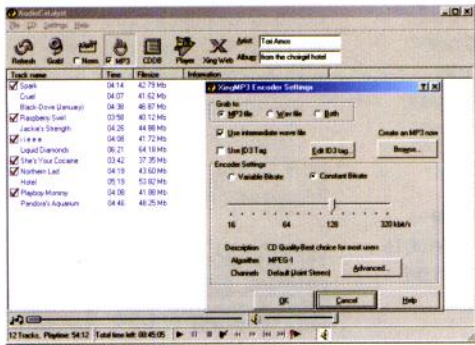 AudioCatalyst
File CD Settings Help
Refresh Grab! Norm. MP3 CDDB Player Xing Web
Artist: Tori Amos
Album: from the choirgirl hotel
Track name Time Filesize Information
Spark 04:14 42.79 Mb
Cruel 04:07 41.62 Mb
Black-Dove (January) 04:38 46.87 Mb
Raspberry Swirl 03:58 40.12 Mb
Jackie's Strength 04:26 44.88 Mb
i i e e e 04:08 41.72 Mb
Liquid Diamonds 06:21 64.18 Mb
She's Your Cocaine 03:42 37.35 Mb
Northern Lad 04:19 43.60 Mb
Hotel 05:19 53.82 Mb
Playboy Mommy 04:08 41.88 Mb
Pandora's Aquarium 04:46 48.25 Mb
XingMP3 Encoder Settings
Grab to:
MP3 file Wav file Both
Use intermediate wave file
Create an MP3 now
Use ID3 Tag Edit ID3 tag... Browse...
Encoder Settings
Variable Bitrate Constant Bitrate
16 64 128 320 kbit/s
Description CD Quality-Best choice for most users
Algorithm MPEG-1
Channels Default (Joint Stereo) Advanced...
OK Cancel Help
12 Tracks, Playtime: 54:12 Total time left: 00:45:05